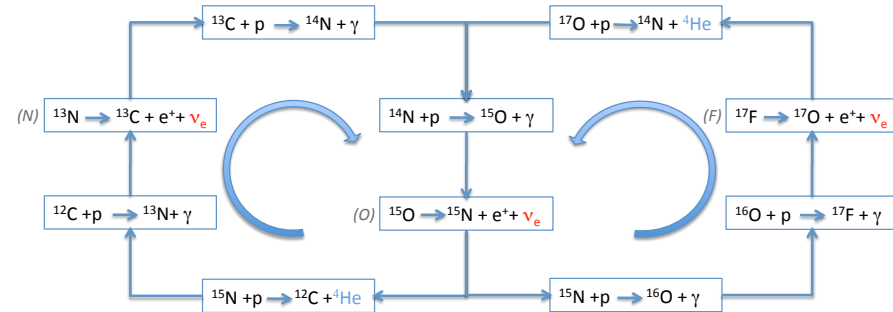 ¹³C + p → ¹⁴N + γ
¹⁷O +p → ¹⁴N + ⁴He
(N) ¹³N → ¹³C + e⁺+ νₑ
¹⁴N + p → ¹⁵O + γ
(F) ¹⁷F → ¹⁷O + e⁺+ νₑ
¹²C +p → ¹³N+ γ
(O) ¹⁵O → ¹⁵N + e⁺+ νₑ
¹⁶O + p → ¹⁷F + γ
¹⁵N +p → ¹²C +⁴He
¹⁵N +p → ¹⁶O + γ